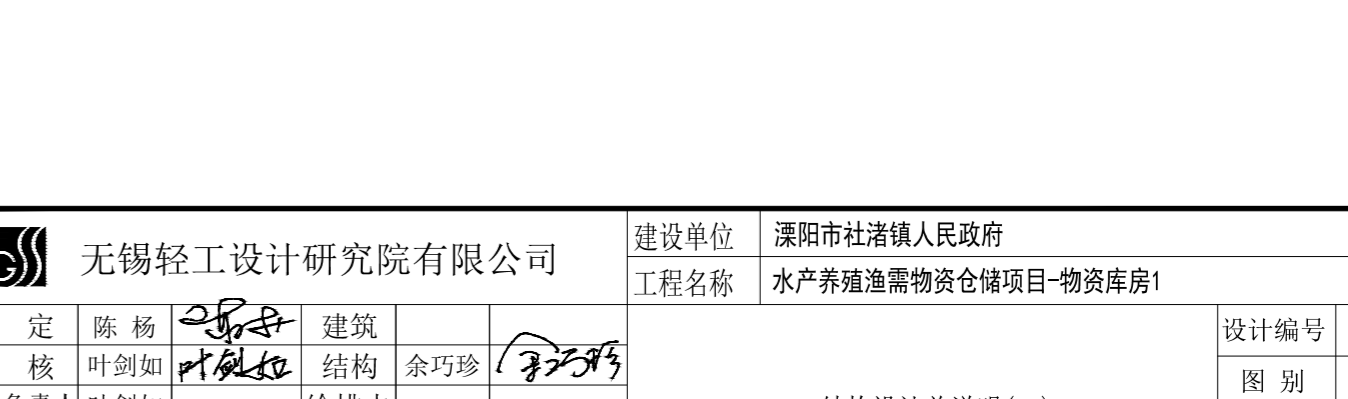 无锡轻工设计研究院有限公司
建设单位 溧阳市社渚镇人民政府
工程名称 水产养殖渔需物资仓储项目-物资库房1
定 陈 杨 建筑
设计编号
核 叶剑如 叶剑如 结构 余巧珍 余巧珍
图 别